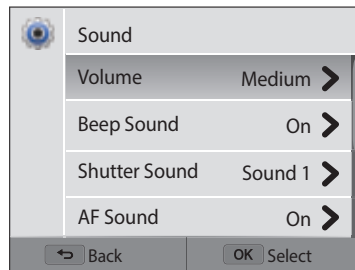 Sound
Volume Medium
Beep Sound On
Shutter Sound Sound 1
AF Sound On
Back OK Select